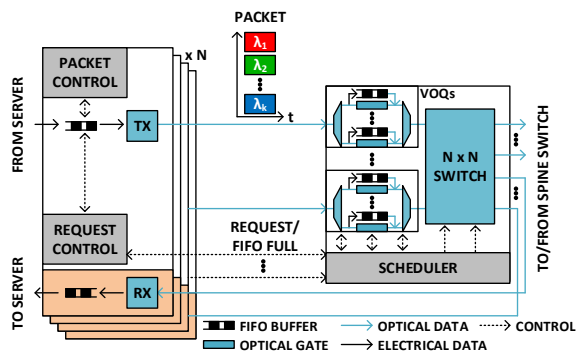 PACKET
λ1
λ2
λk
t
x N
PACKET
CONTROL
FROM SERVER
TX
VOQs
N x N
SWITCH
TO/FROM SPINE SWITCH
REQUEST
CONTROL
REQUEST/
FIFO FULL
SCHEDULER
TO SERVER
RX
FIFO BUFFER
OPTICAL DATA
CONTROL
OPTICAL GATE
ELECTRICAL DATA